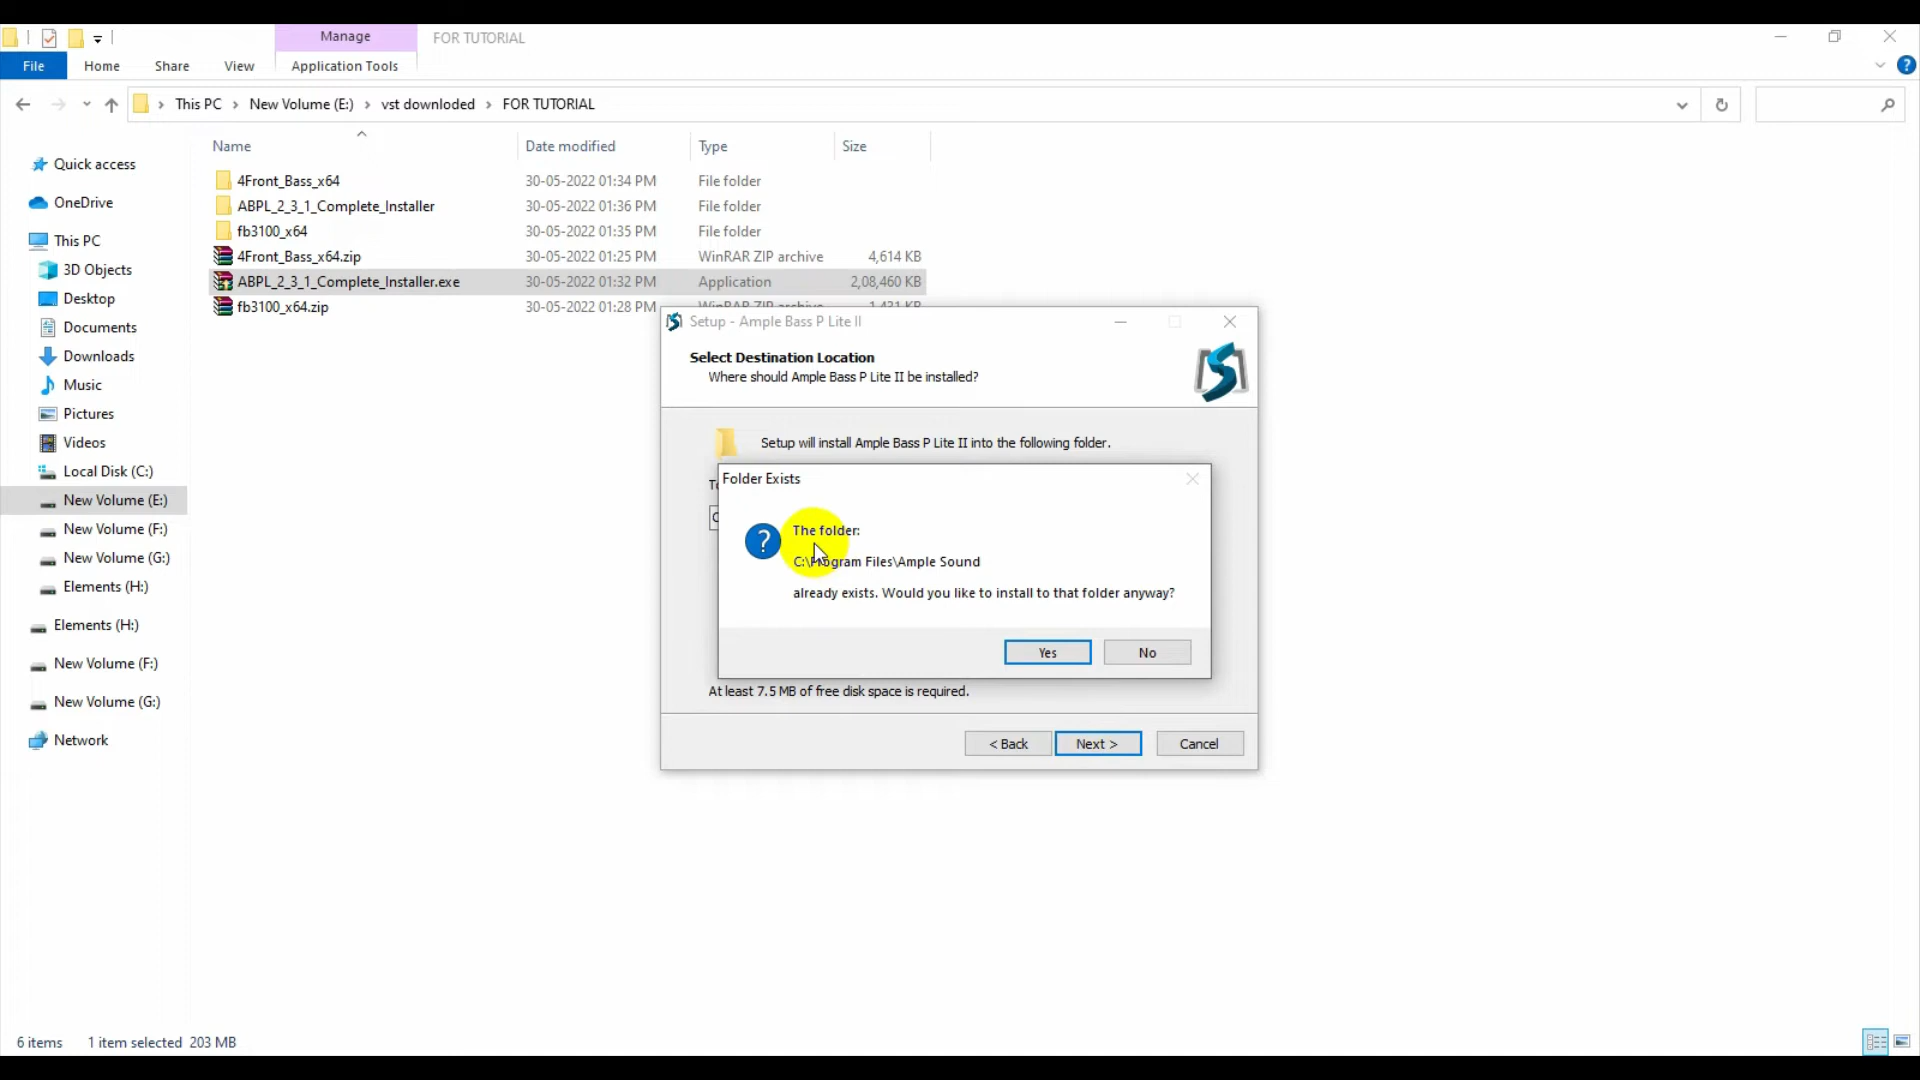 Manage
FOR TUTORIAL
File
Home
Share
View
Application Tools
This PC
New Volume (E:)
vst downloded
FOR TUTORIAL
Name
Date modified
Type
Size
4Front_Bass_x64
30-05-2022 01:34 PM
File folder
ABPL_2_3_1_Complete_Installer
30-05-2022 01:36 PM
File folder
fb3100_x64
30-05-2022 01:35 PM
File folder
4Front_Bass_x64.zip
30-05-2022 01:25 PM
WinRAR ZIP archive
4,614 KB
ABPL_2_3_1_Complete_Installer.exe
30-05-2022 01:32 PM
Application
2,08,460 KB
fb3100_x64.zip
30-05-2022 01:28 PM
WinRAR ZIP archive
1,431 KB
Quick access
OneDrive
This PC
3D Objects
Desktop
Documents
Downloads
Music
Pictures
Videos
Local Disk (C:)
New Volume (E:)
New Volume (F:)
New Volume (G:)
Elements (H:)
Elements (H:)
New Volume (F:)
New Volume (G:)
Network
Setup - Ample Bass P Lite II
Select Destination Location
Where should Ample Bass P Lite II be installed?
Setup will install Ample Bass P Lite II into the following folder.
Folder Exists
The folder:
C:\Program Files\Ample Sound
already exists. Would you like to install to that folder anyway?
Yes
No
At least 7.5 MB of free disk space is required.
< Back
Next >
Cancel
6 items
1 item selected 203 MB